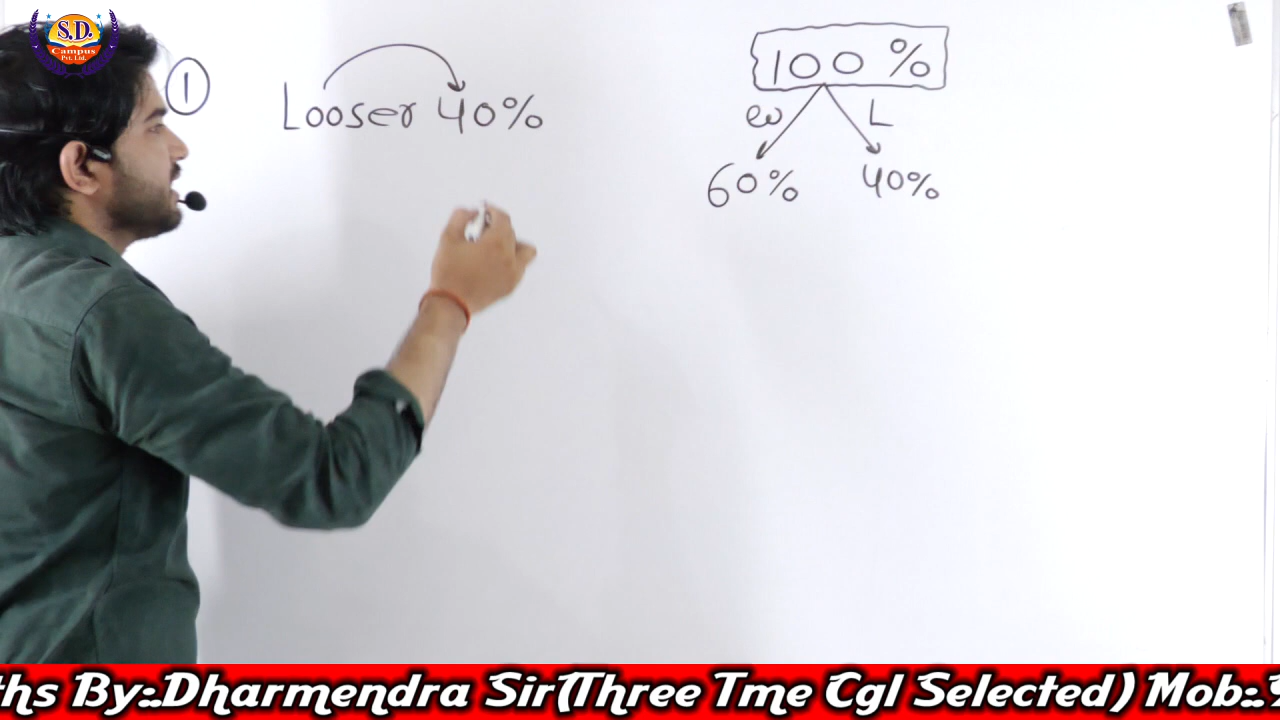 S.D.
Campus
Pvt. Ltd.
1
Looser 40%
100%
w L
60% 40%
ths By:.Dharmendra Sir(Three Tme Cgl Selected) Mob:.